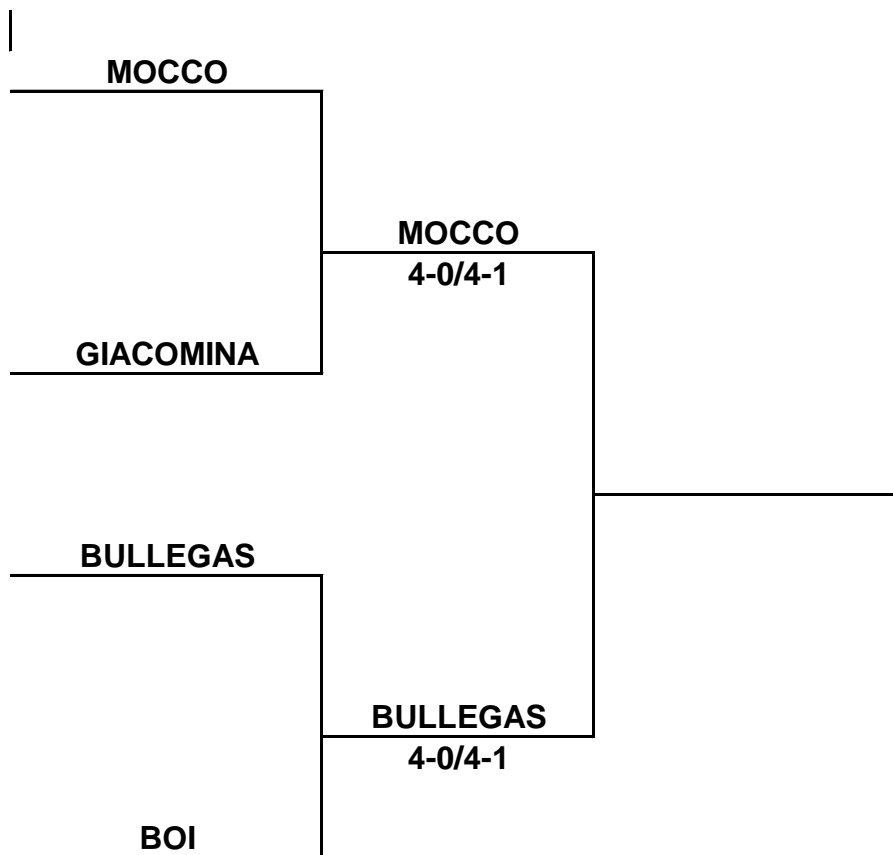 MOCCO
MOCCO
4-0/4-1
GIACOMINA
BULLEGAS
BULLEGAS
4-0/4-1
BOI